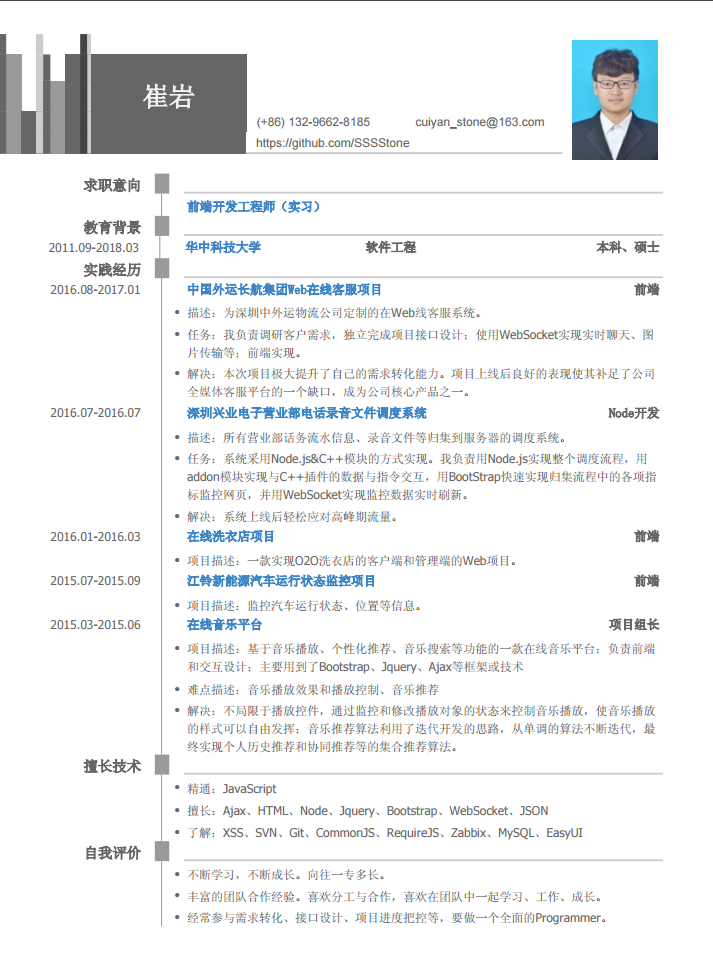 崔岩
(+86) 132-9662-8185 cuiyan_stone@163.com
https://github.com/SSSStone
求职意向
前端开发工程师（实习）
教育背景
2011.09-2018.03 华中科技大学 软件工程 本科、硕士
实践经历
2016.08-2017.01 中国外运长航集团Web在线客服项目 前端
• 描述：为深圳中外运物流公司定制的在Web线客服系统。
• 任务：我负责调研客户需求，独立完成项目接口设计；使用WebSocket实现实时聊天、图
片传输等；前端实现。
• 解决：本次项目极大提升了自己的需求转化能力。项目上线后良好的表现使其补足了公司
全媒体客服平台的一个缺口，成为公司核心产品之一。
2016.07-2016.07 深圳兴业电子营业部电话录音文件调度系统 Node开发
• 描述：所有营业部话务流水信息、录音文件等归集到服务器的调度系统。
• 任务：系统采用Node.js&C++模块的方式实现。我负责用Node.js实现整个调度流程，用
addon模块实现与C++插件的数据与指令交互，用BootStrap快速实现归集流程中的各项指
标监控网页，并用WebSocket实现监控数据实时刷新。
• 解决：系统上线后轻松应对高峰期流量。
2016.01-2016.03 在线洗衣店项目 前端
• 项目描述：一款实现O2O洗衣店的客户端和管理端的Web项目。
2015.07-2015.09 江铃新能源汽车运行状态监控项目 前端
• 项目描述：监控汽车运行状态、位置等信息。
2015.03-2015.06 在线音乐平台 项目组长
• 项目描述：基于音乐播放、个性化推荐、音乐搜索等功能的一款在线音乐平台；负责前端
和交互设计；主要用到了Bootstrap、Jquery、Ajax等框架或技术
• 难点描述：音乐播放效果和播放控制、音乐推荐
• 解决：不局限于播放控件，通过监控和修改播放对象的状态来控制音乐播放，使音乐播放
的样式可以自由发挥；音乐推荐算法利用了迭代开发的思路，从单调的算法不断迭代，最
终实现个人历史推荐和协同推荐等的集合推荐算法。
擅长技术
• 精通：JavaScript
• 擅长：Ajax、HTML、Node、Jquery、Bootstrap、WebSocket、JSON
• 了解：XSS、SVN、Git、CommonJS、RequireJS、Zabbix、MySQL、EasyUI
自我评价
• 不断学习，不断成长。向往一专多长。
• 丰富的团队合作经验。喜欢分工与合作，喜欢在团队中一起学习、工作、成长。
• 经常参与需求转化、接口设计、项目进度把控等，要做一个全面的Programmer。